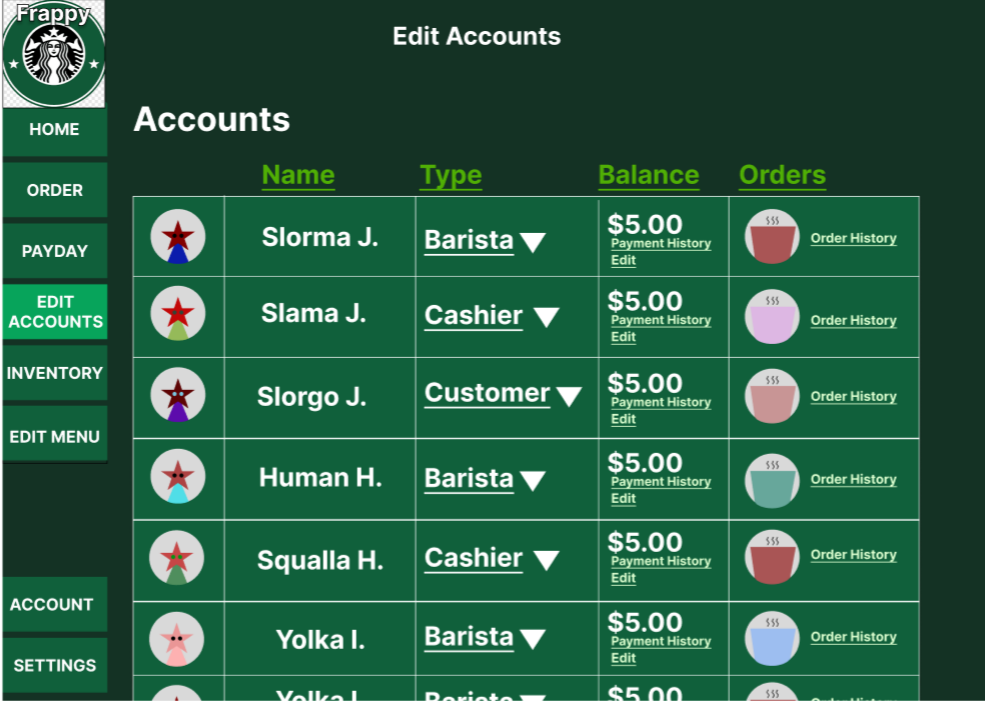 Frappy
Edit Accounts
HOME
ORDER
PAYDAY
EDIT
ACCOUNTS
INVENTORY
EDIT MENU
ACCOUNT
SETTINGS
Accounts
Name Type Balance Orders
Slorma J. Barista $5.00 Order History
Payment History
Edit
Slama J. Cashier $5.00 Order History
Payment History
Edit
Slorgo J. Customer $5.00 Order History
Payment History
Edit
Human H. Barista $5.00 Order History
Payment History
Edit
Squalla H. Cashier $5.00 Order History
Payment History
Edit
Yolka I. Barista $5.00 Order History
Payment History
Edit
Yolka I. Barista $5.00 Order History